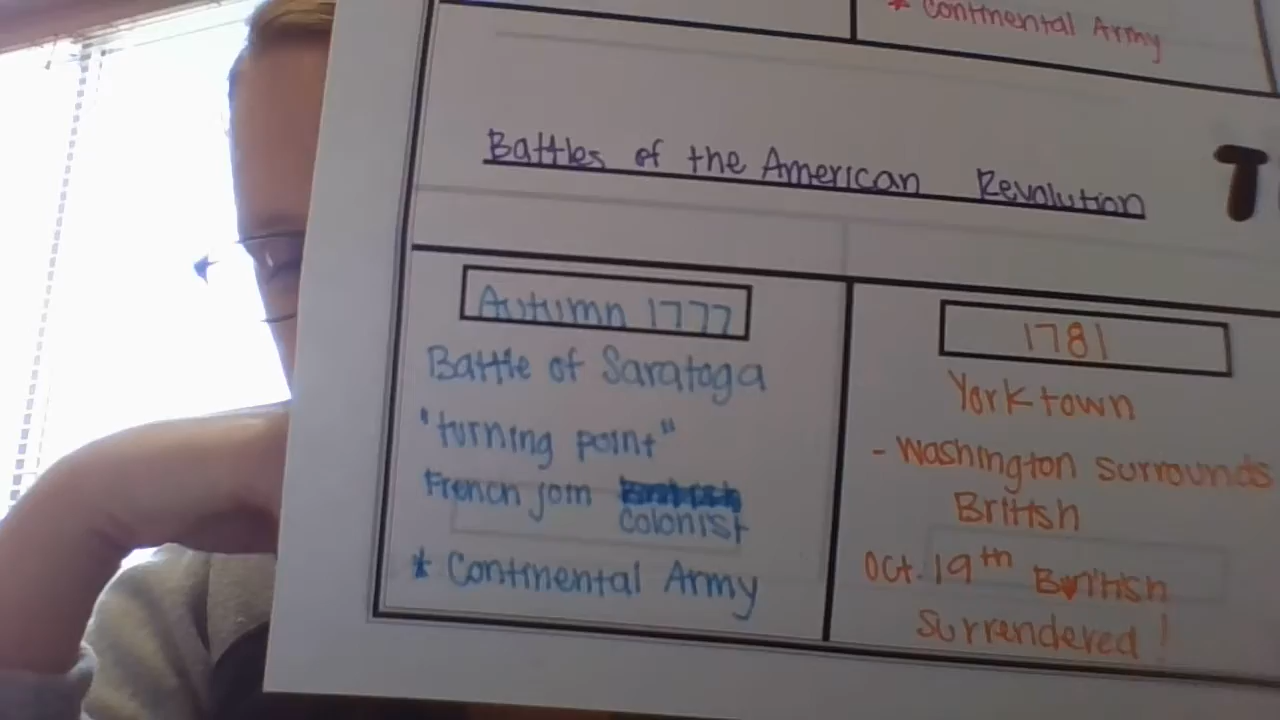 * Continental Army
Battles of the American Revolution
T
Autumn 1777
Battle of Saratoga
"turning point"
French join
colonist
* Continental Army
1781
Yorktown
- Washington surrounds
British
Oct. 19th British
Surrendered!